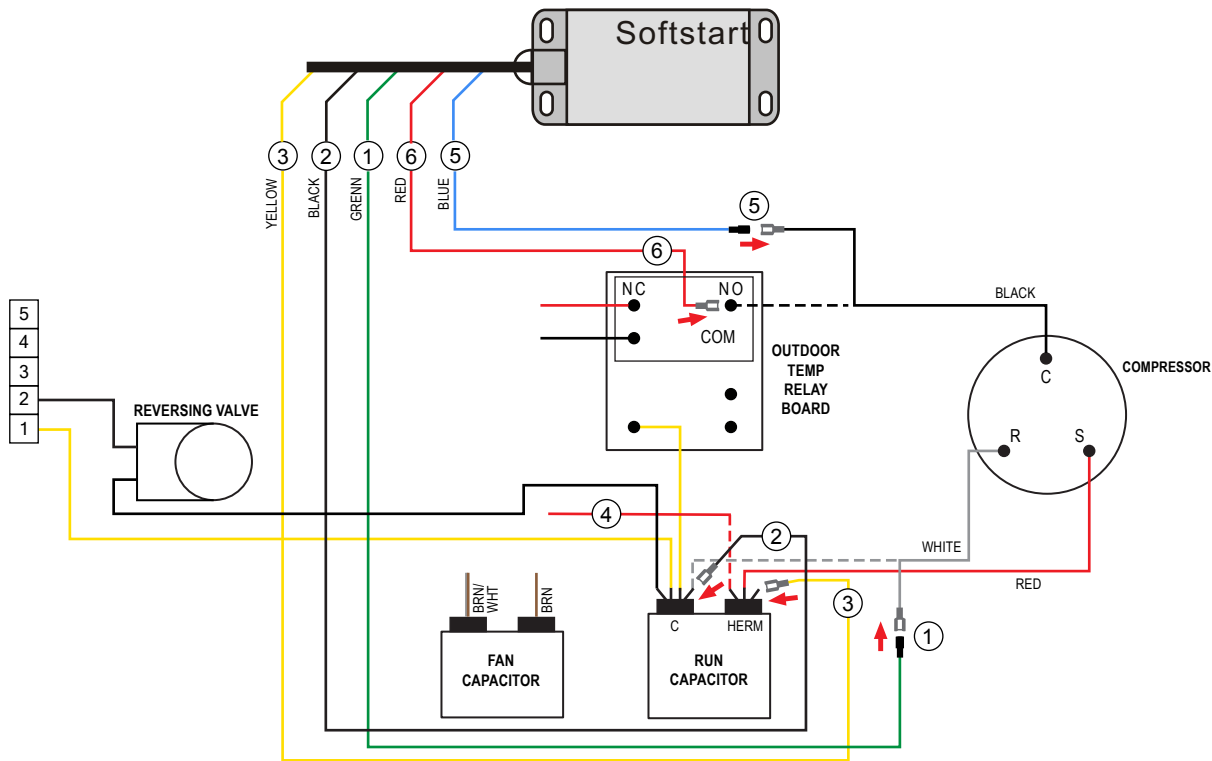 Softstart
3
2
1
6
5
YELLOW
BLACK
GRENN
RED
BLUE
5
6
NC
NO
COM
BLACK
OUTDOOR
TEMP
RELAY
BOARD
COMPRESSOR
C
R
S
5
4
3
2
1
REVERSING VALVE
4
2
WHITE
RED
BRN/
WHT
BRN
C
HERM
3
1
FAN
CAPACITOR
RUN
CAPACITOR